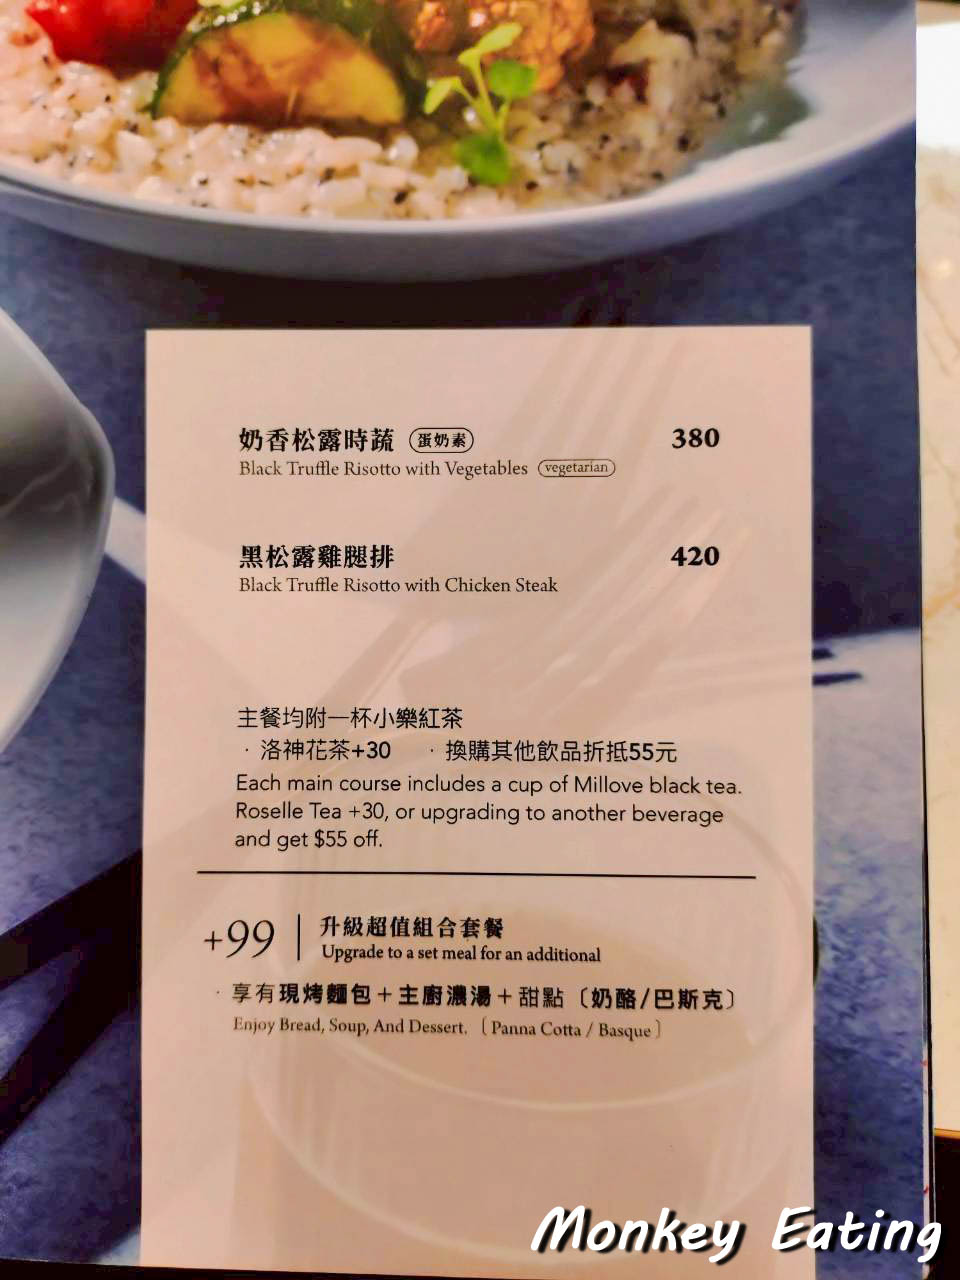 奶香松露時蔬 蛋奶素 380
Black Truffle Risotto with Vegetables vegetarian
黑松露雞腿排 420
Black Truffle Risotto with Chicken Steak
主餐均附一杯小樂紅茶
· 洛神花茶+30 · 換購其他飲品折抵55元
Each main course includes a cup of Millove black tea.
Roselle Tea +30, or upgrading to another beverage
and get $55 off.
+99 | 升級超值組合套餐
Upgrade to a set meal for an additional
· 享有現烤麵包+主廚濃湯+甜點〔奶酪/巴斯克〕
Enjoy Bread, Soup, And Dessert.〔Panna Cotta / Basque〕
Monkey Eating